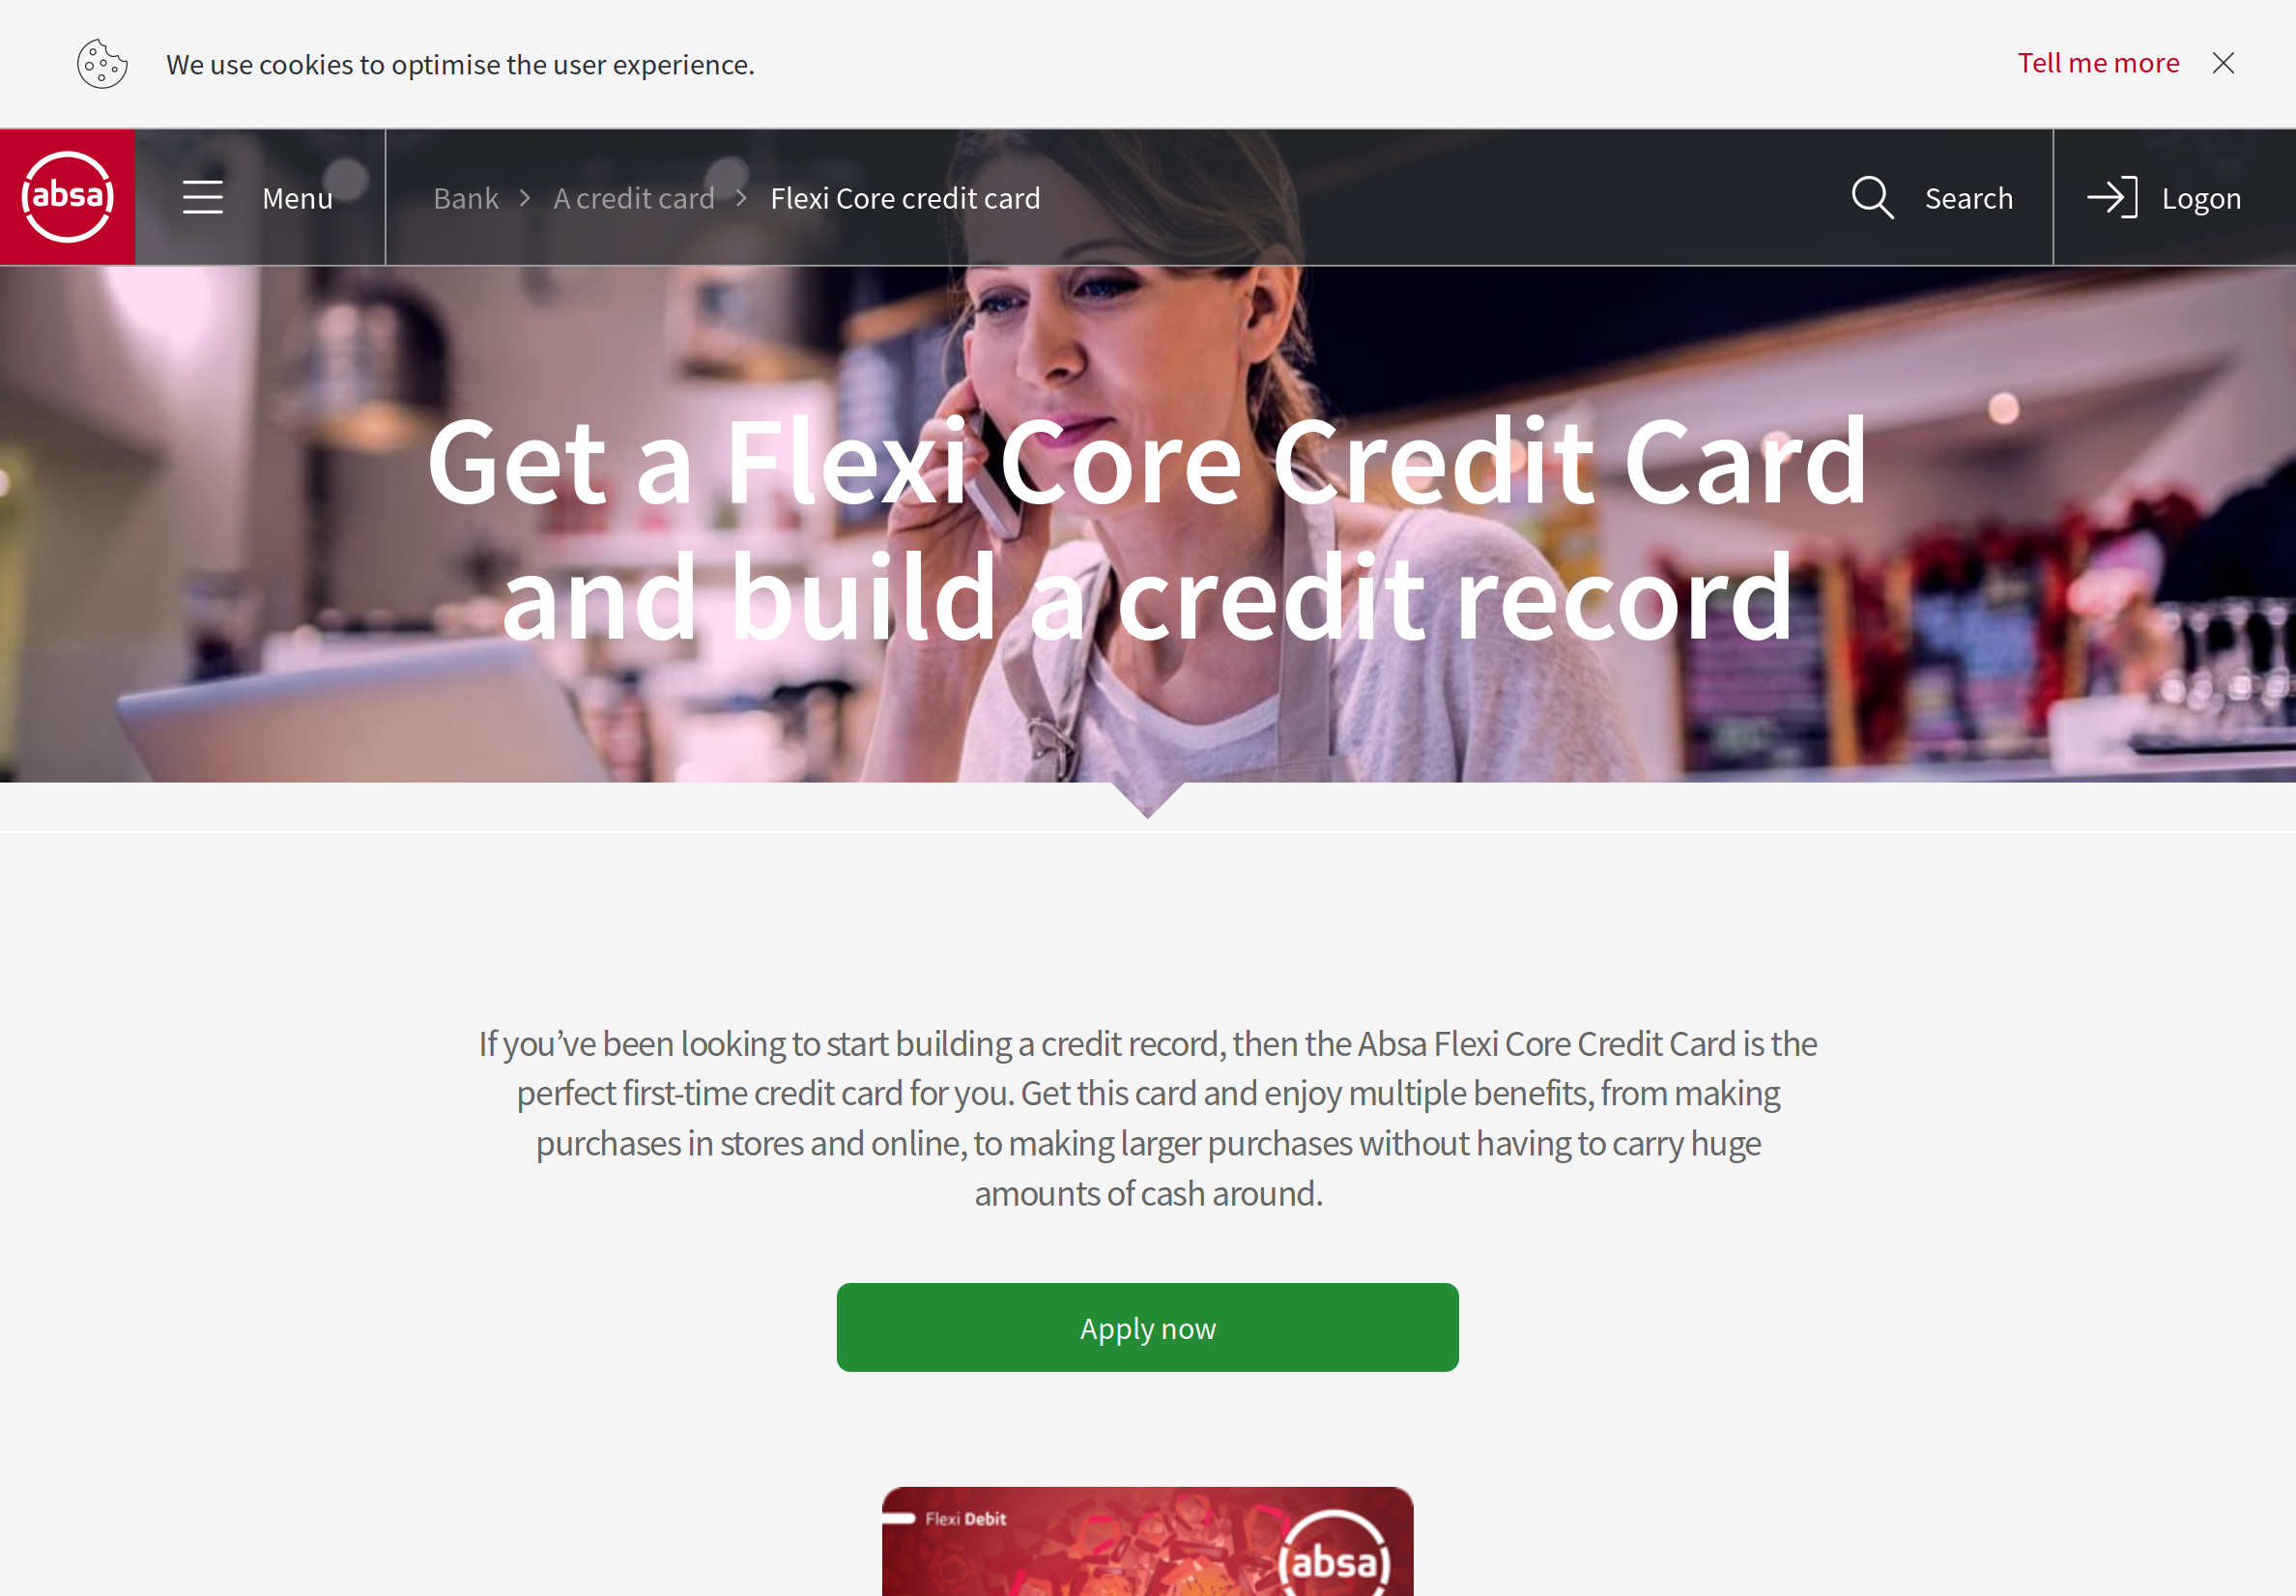 We use cookies to optimise the user experience.
Tell me more
absa
Menu
Bank
A credit card
Flexi Core credit card
Search
Logon
Get a Flexi Core Credit Card
and build a credit record
If you’ve been looking to start building a credit record, then the Absa Flexi Core Credit Card is the
perfect first-time credit card for you. Get this card and enjoy multiple benefits, from making
purchases in stores and online, to making larger purchases without having to carry huge
amounts of cash around.
Apply now
Flexi Debit
absa